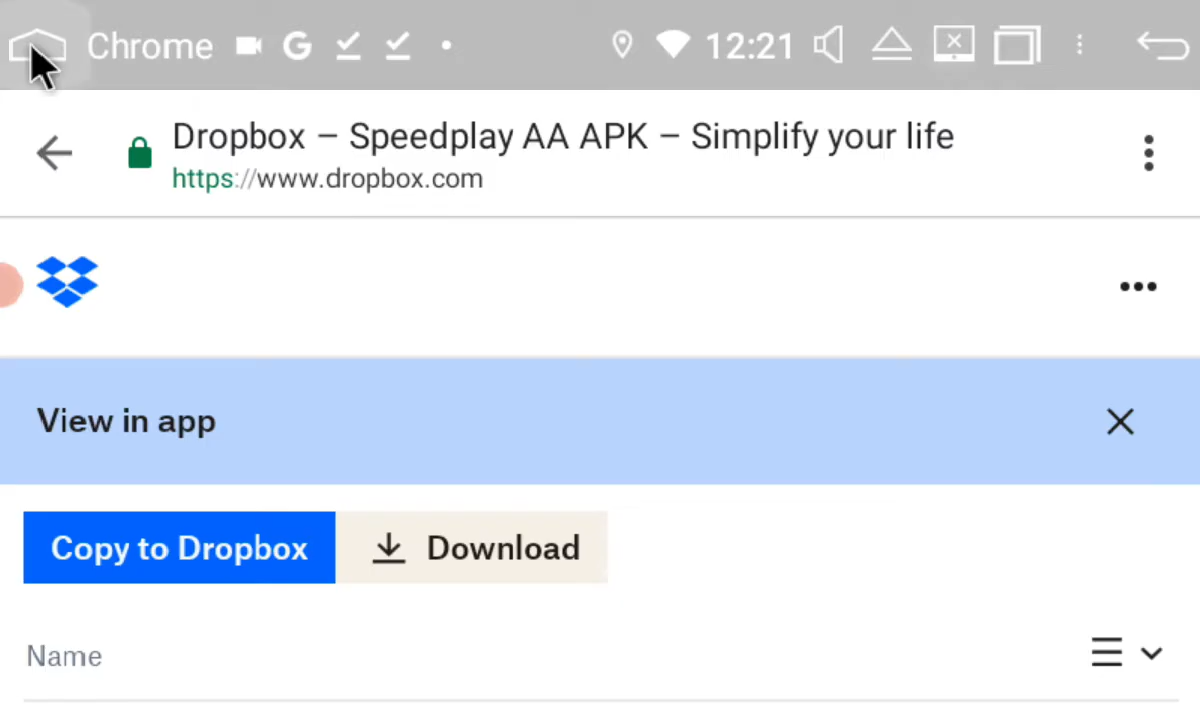 Chrome 12:21
Dropbox – Speedplay AA APK – Simplify your life
https://www.dropbox.com
View in app
Copy to Dropbox Download
Name